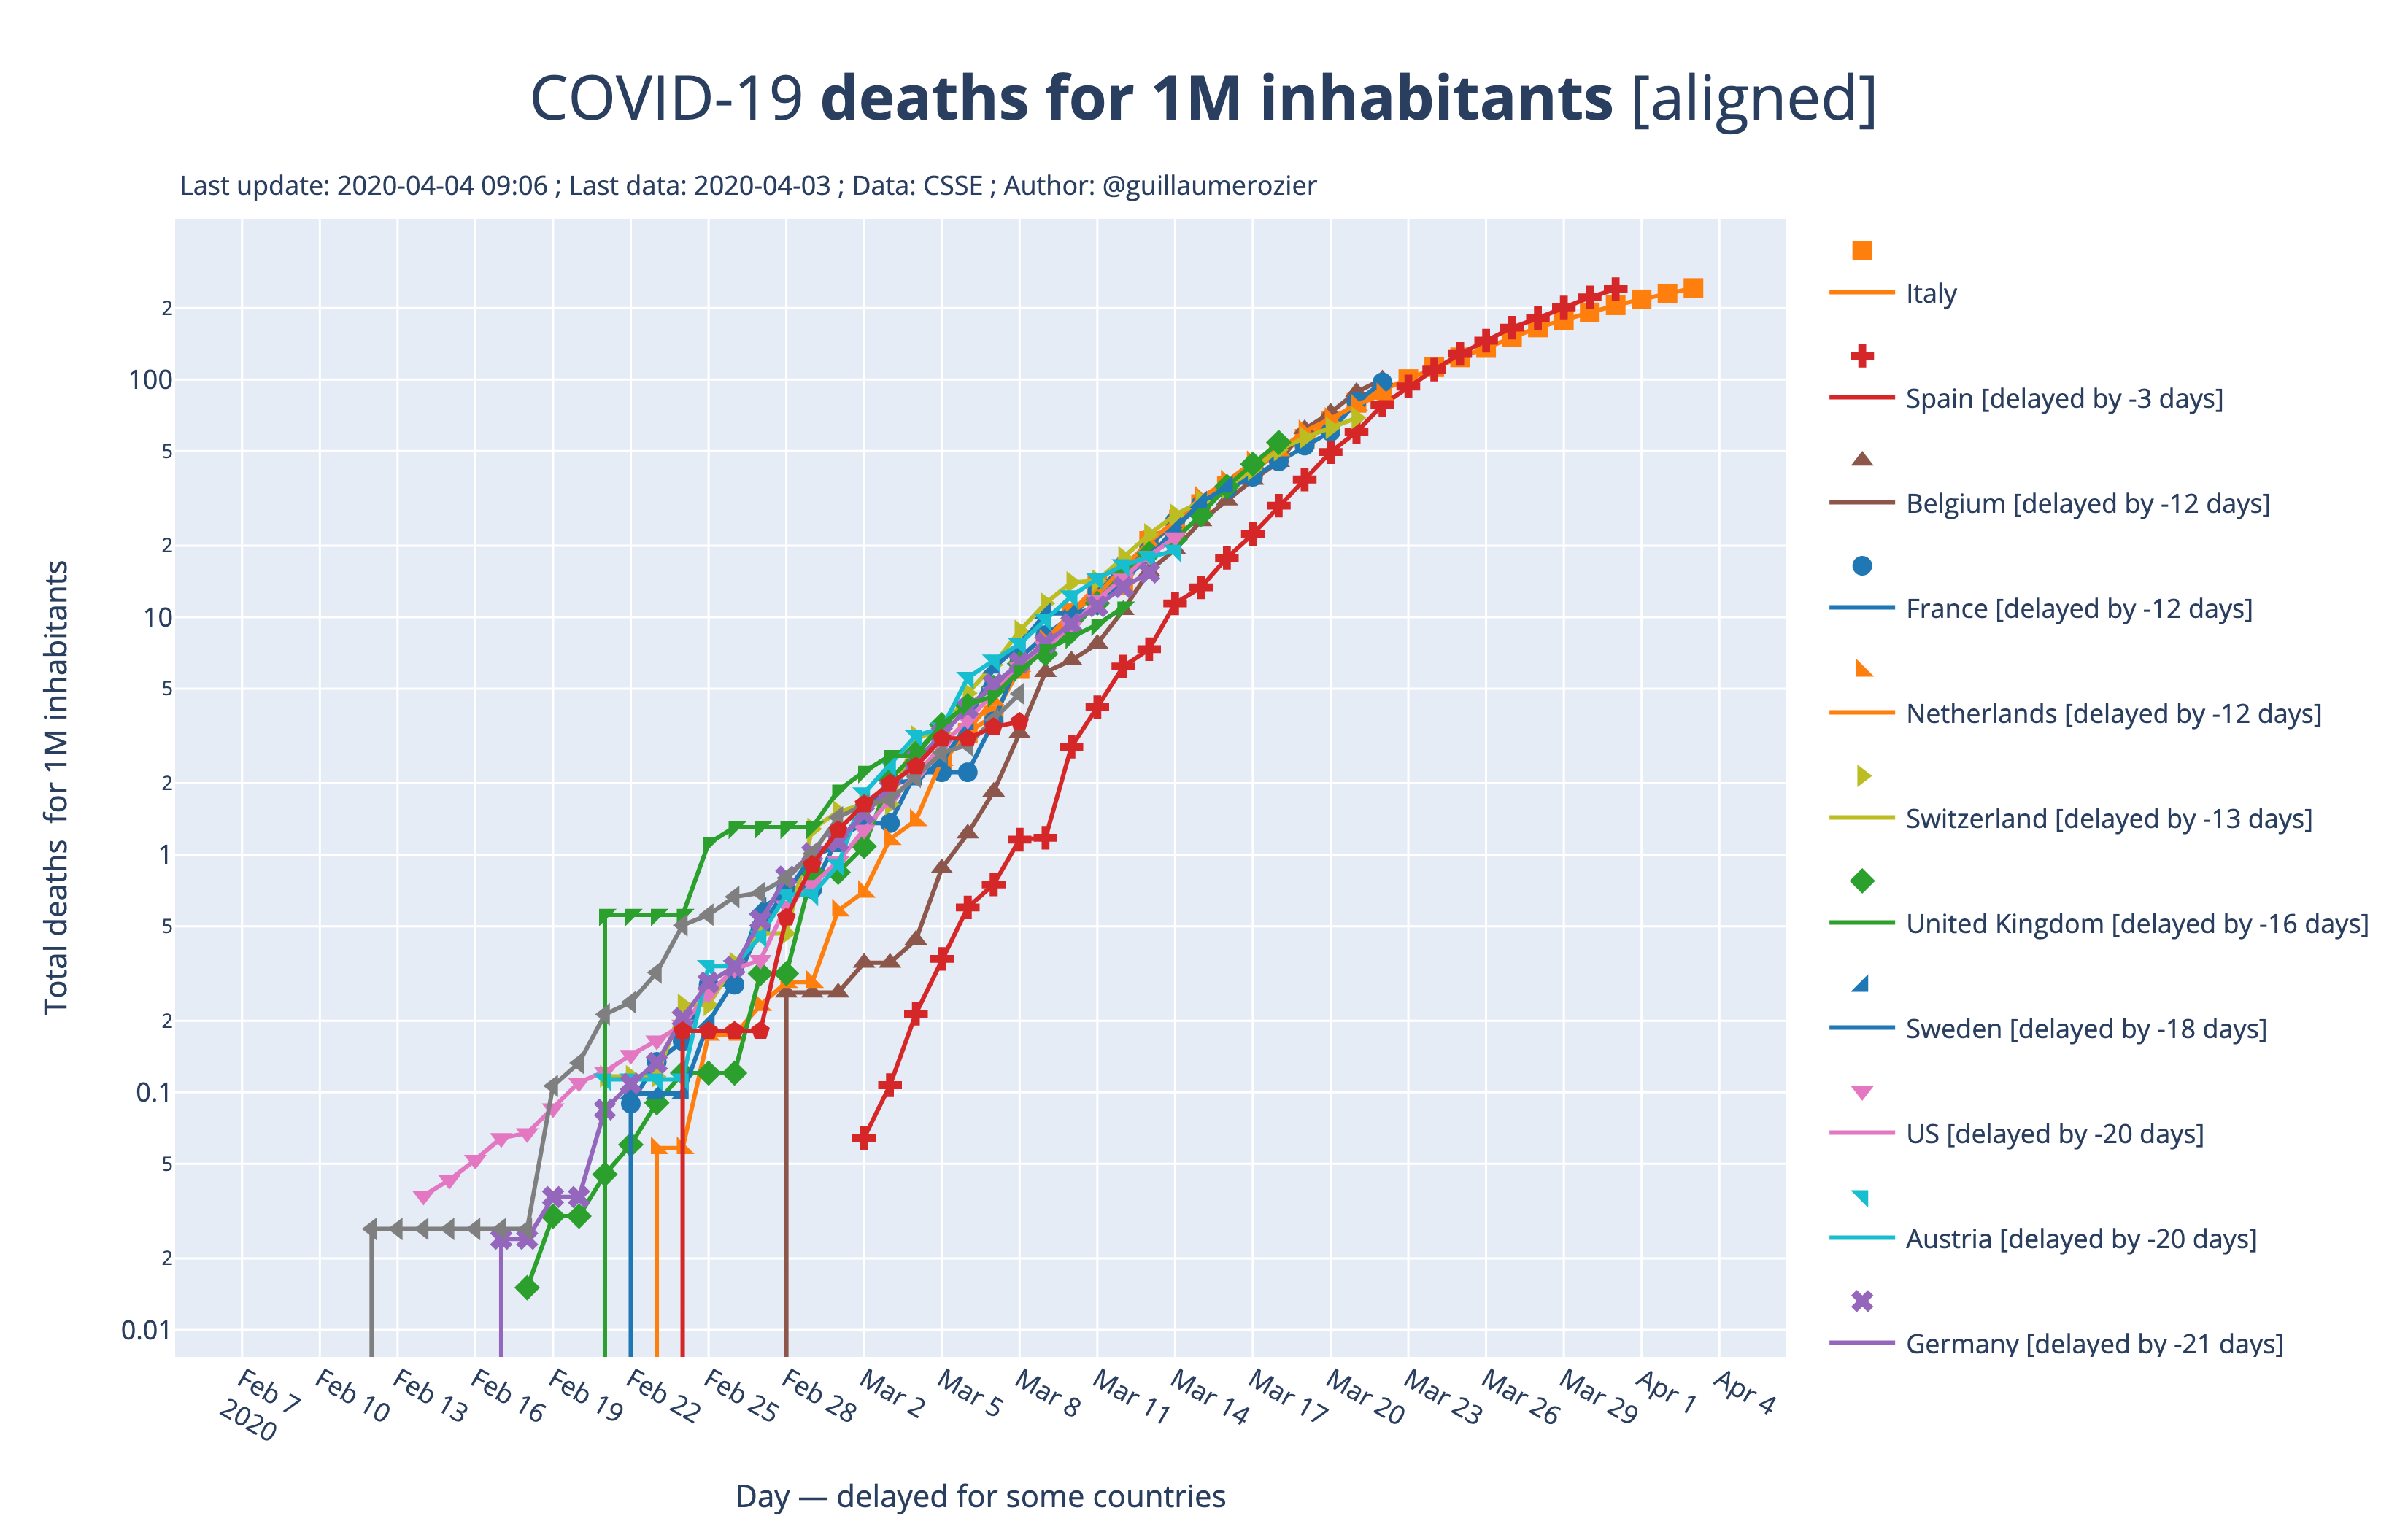 COVID-19 deaths for 1M inhabitants [aligned]
Last update: 2020-04-04 09:06 ; Last data: 2020-04-03 ; Data: CSSE ; Author: @guillaumerozier
Total deaths for 1M inhabitants
2
100
5
2
10
5
2
1
5
2
0.1
5
2
0.01
Feb 7
2020
Feb 10
Feb 13
Feb 16
Feb 19
Feb 22
Feb 25
Feb 28
Mar 2
Mar 5
Mar 8
Mar 11
Mar 14
Mar 17
Mar 20
Mar 23
Mar 26
Mar 29
Apr 1
Apr 4
Day — delayed for some countries
Italy
Spain [delayed by -3 days]
Belgium [delayed by -12 days]
France [delayed by -12 days]
Netherlands [delayed by -12 days]
Switzerland [delayed by -13 days]
United Kingdom [delayed by -16 days]
Sweden [delayed by -18 days]
US [delayed by -20 days]
Austria [delayed by -20 days]
Germany [delayed by -21 days]